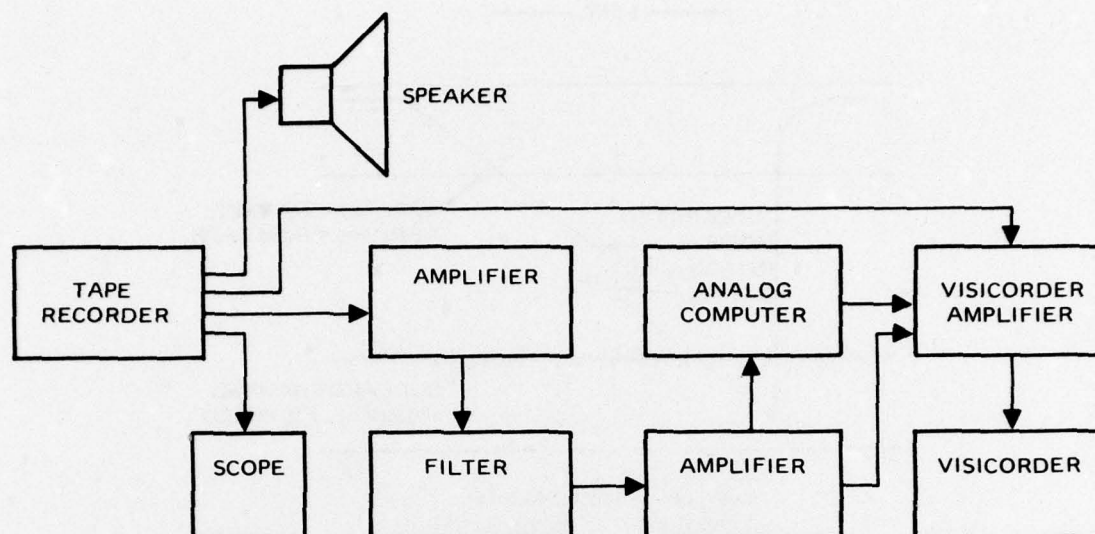 SPEAKER
TAPE
RECORDER
AMPLIFIER
ANALOG
COMPUTER
VISICORDER
AMPLIFIER
SCOPE
FILTER
AMPLIFIER
VISICORDER